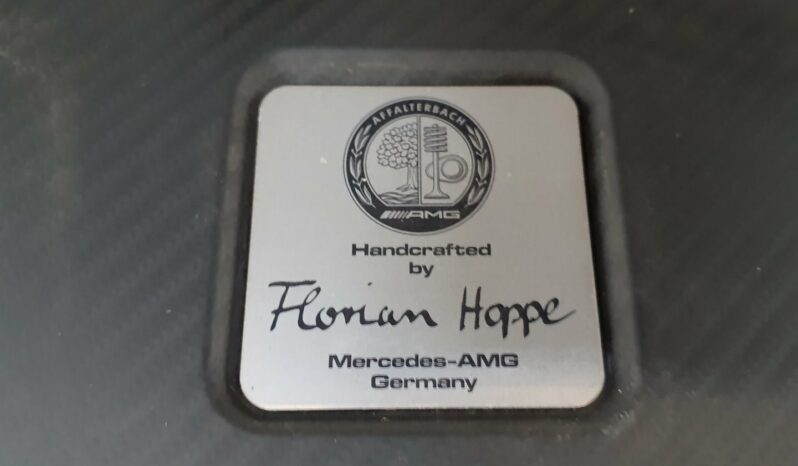 AFFALTERBACH
AMG
Handcrafted
by
Florian Hoppe
Mercedes-AMG
Germany